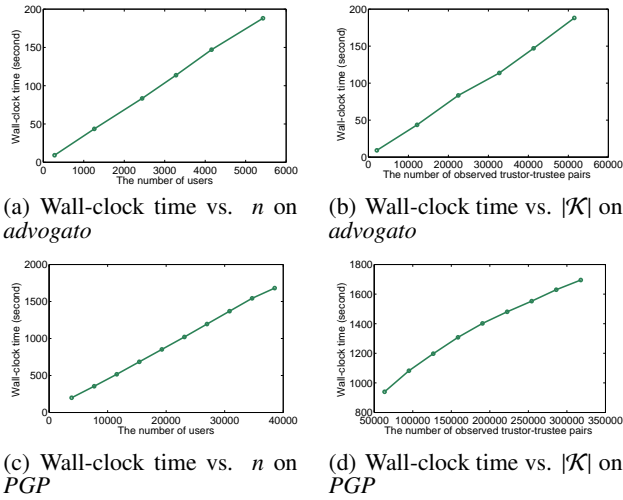 200
150
100
50
0
Wall-clock time (second)
0 1000 2000 3000 4000 5000 6000
The number of users
(a) Wall-clock time vs. n on
advogato
200
150
100
50
0
Wall-clock time (second)
0 10000 20000 30000 40000 50000 60000
The number of observed trustor-trustee pairs
(b) Wall-clock time vs. |𝒦| on
advogato
2000
1500
1000
500
0
Wall-clock time (second)
0 10000 20000 30000 40000
The number of users
(c) Wall-clock time vs. n on
PGP
1800
1600
1400
1200
1000
800
Wall-clock time (second)
50000 100000 150000 200000 250000 300000 350000
The number of observed trustor-trustee pairs
(d) Wall-clock time vs. |𝒦| on
PGP